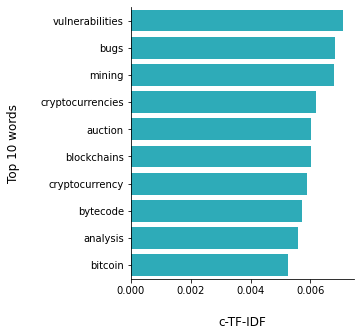 vulnerabilities
bugs
mining
cryptocurrencies
auction
blockchains
cryptocurrency
bytecode
analysis
bitcoin
Top 10 words
0.000 0.002 0.004 0.006
c-TF-IDF